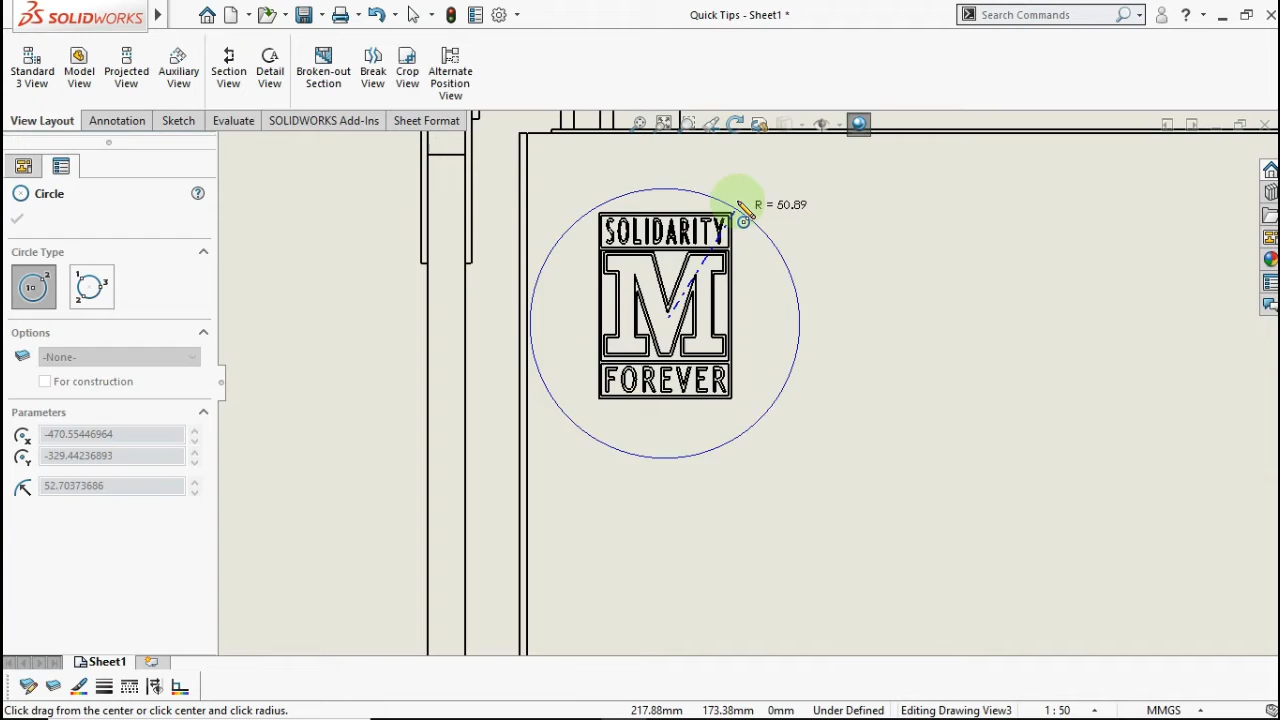 SOLIDWORKS
Quick Tips - Sheet1 *
Search Commands
?
Standard 3 View
Model View
Projected View
Auxiliary View
Section View
Detail View
Broken-out Section
Break View
Crop View
Alternate Position View
View Layout
Annotation
Sketch
Evaluate
SOLIDWORKS Add-Ins
Sheet Format
Circle
?
Circle Type
Options
-None-
For construction
Parameters
-470.55446964
-329.44236893
52.70373686
R = 50.89
SOLIDARITY
M
FOREVER
Sheet1
Click drag from the center or click center and click radius.
217.88mm
173.38mm
0mm
Under Defined
Editing Drawing View3
1 : 50
MMGS